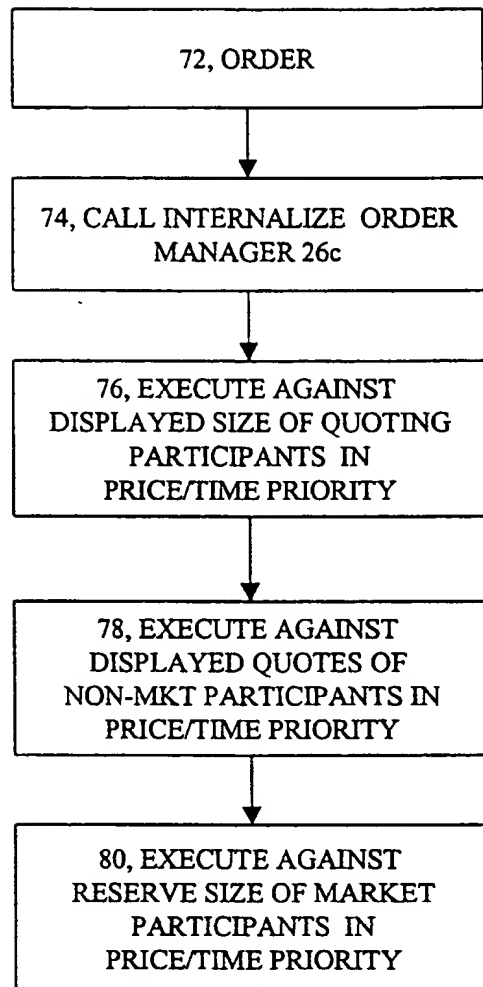 72, ORDER
74, CALL INTERNALIZE ORDER
MANAGER 26c
76, EXECUTE AGAINST
DISPLAYED SIZE OF QUOTING
PARTICIPANTS IN
PRICE/TIME PRIORITY
78, EXECUTE AGAINST
DISPLAYED QUOTES OF
NON-MKT PARTICIPANTS IN
PRICE/TIME PRIORITY
80, EXECUTE AGAINST
RESERVE SIZE OF MARKET
PARTICIPANTS IN
PRICE/TIME PRIORITY